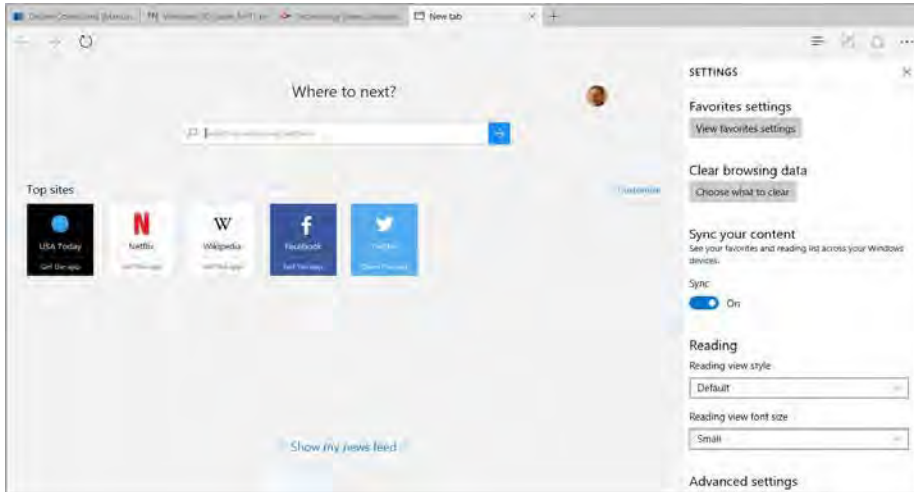 New tab
SETTINGS
Where to next?
Favorites settings
View favorites settings
Clear browsing data
Choose what to clear
Top sites
Customize
USA Today
Get the app
N
Netflix
W
Wikipedia
f
Facebook
Twitter
Sync your content
See your favorites and reading list across your Windows
devices.
Sync
On
Reading
Reading view style
Default
Reading view font size
Small
Show my news feed
Advanced settings